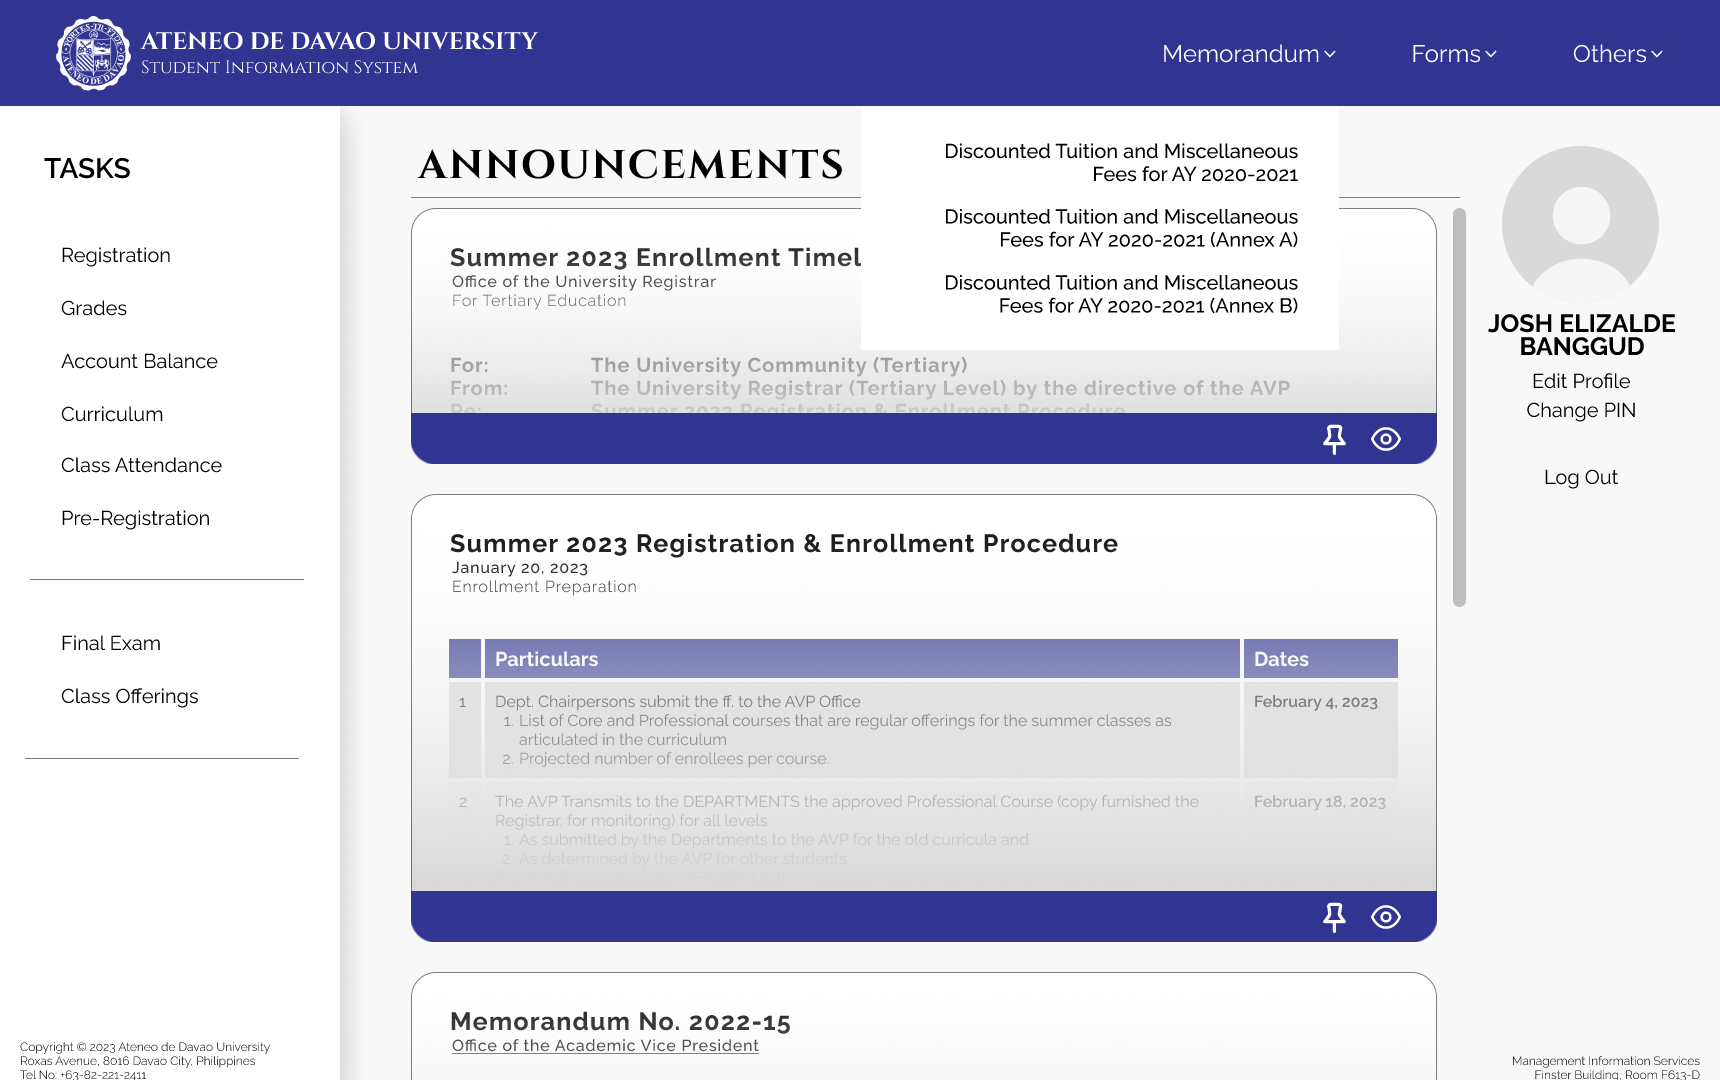 ATENEO DE DAVAO UNIVERSITY
STUDENT INFORMATION SYSTEM
Memorandum
Forms
Others
TASKS
Registration
Grades
Account Balance
Curriculum
Class Attendance
Pre-Registration
Final Exam
Class Offerings
Copyright © 2023 Ateneo de Davao University
Roxas Avenue, 8016 Davao City, Philippines
Tel No: +63-82-221-2411
ANNOUNCEMENTS
Discounted Tuition and Miscellaneous
Fees for AY 2020-2021
Discounted Tuition and Miscellaneous
Fees for AY 2020-2021 (Annex A)
Discounted Tuition and Miscellaneous
Fees for AY 2020-2021 (Annex B)
Summer 2023 Enrollment Timel
Office of the University Registrar
For Tertiary Education
For: The University Community (Tertiary)
From: The University Registrar (Tertiary Level) by the directive of the AVP
Re: Summer 2023 Registration & Enrollment Procedure
Summer 2023 Registration & Enrollment Procedure
January 20, 2023
Enrollment Preparation
Particulars Dates
1 Dept. Chairpersons submit the ff. to the AVP Office February 4, 2023
1. List of Core and Professional courses that are regular offerings for the summer classes as
articulated in the curriculum
2. Projected number of enrollees per course.
2 The AVP Transmits to the DEPARTMENTS the approved Professional Course (copy furnished the February 18, 2023
Registrar, for monitoring) for all levels
1. As submitted by the Departments to the AVP for the old curricula and
2. As determined by the AVP for other students
Memorandum No. 2022-15
Office of the Academic Vice President
JOSH ELIZALDE
BANGGUD
Edit Profile
Change PIN
Log Out
Management Information Services
Finster Building, Room F613-D